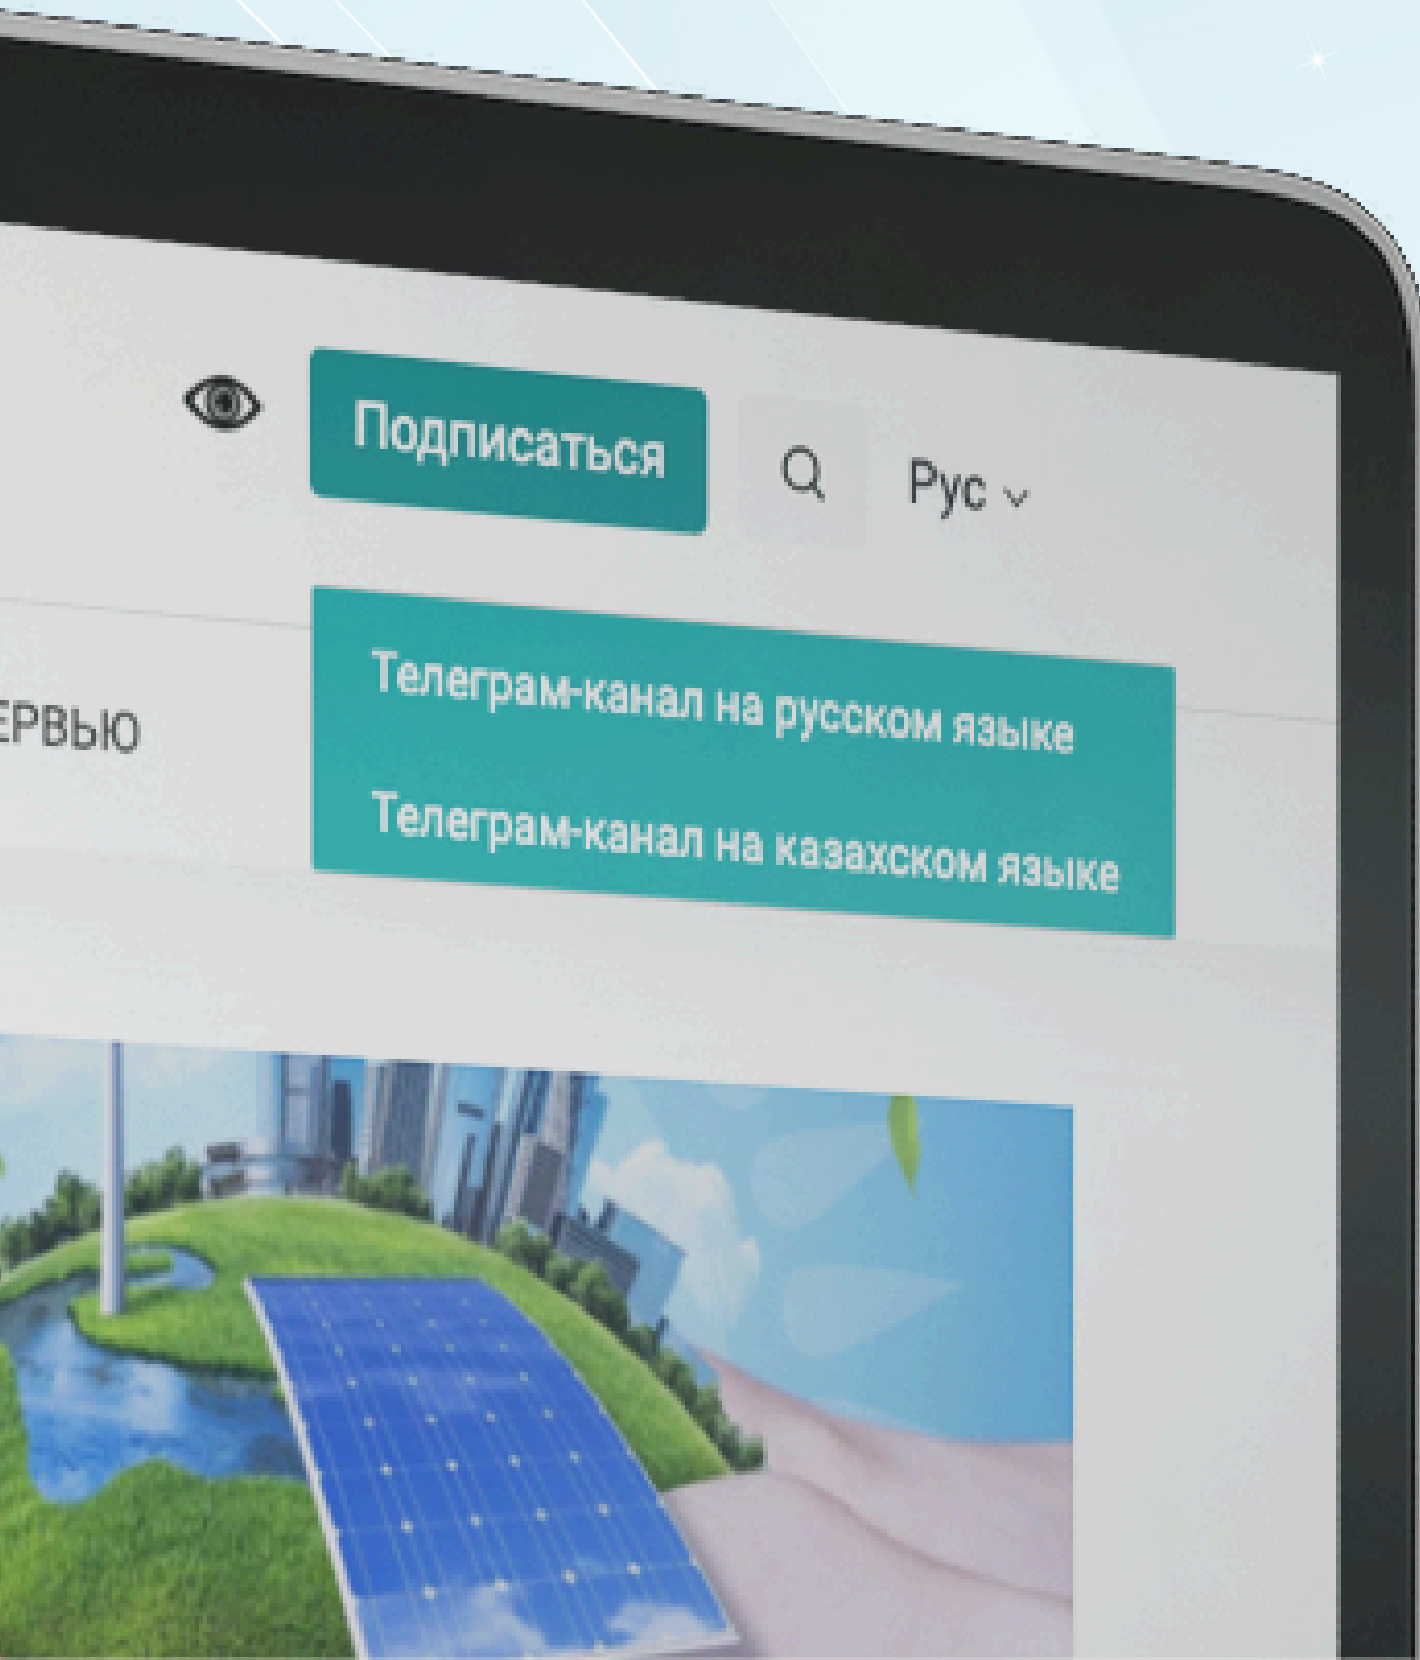 Подписаться
Рус
Телеграм-канал на русском языке
ЕРВЬЮ
Телеграм-канал на казахском языке